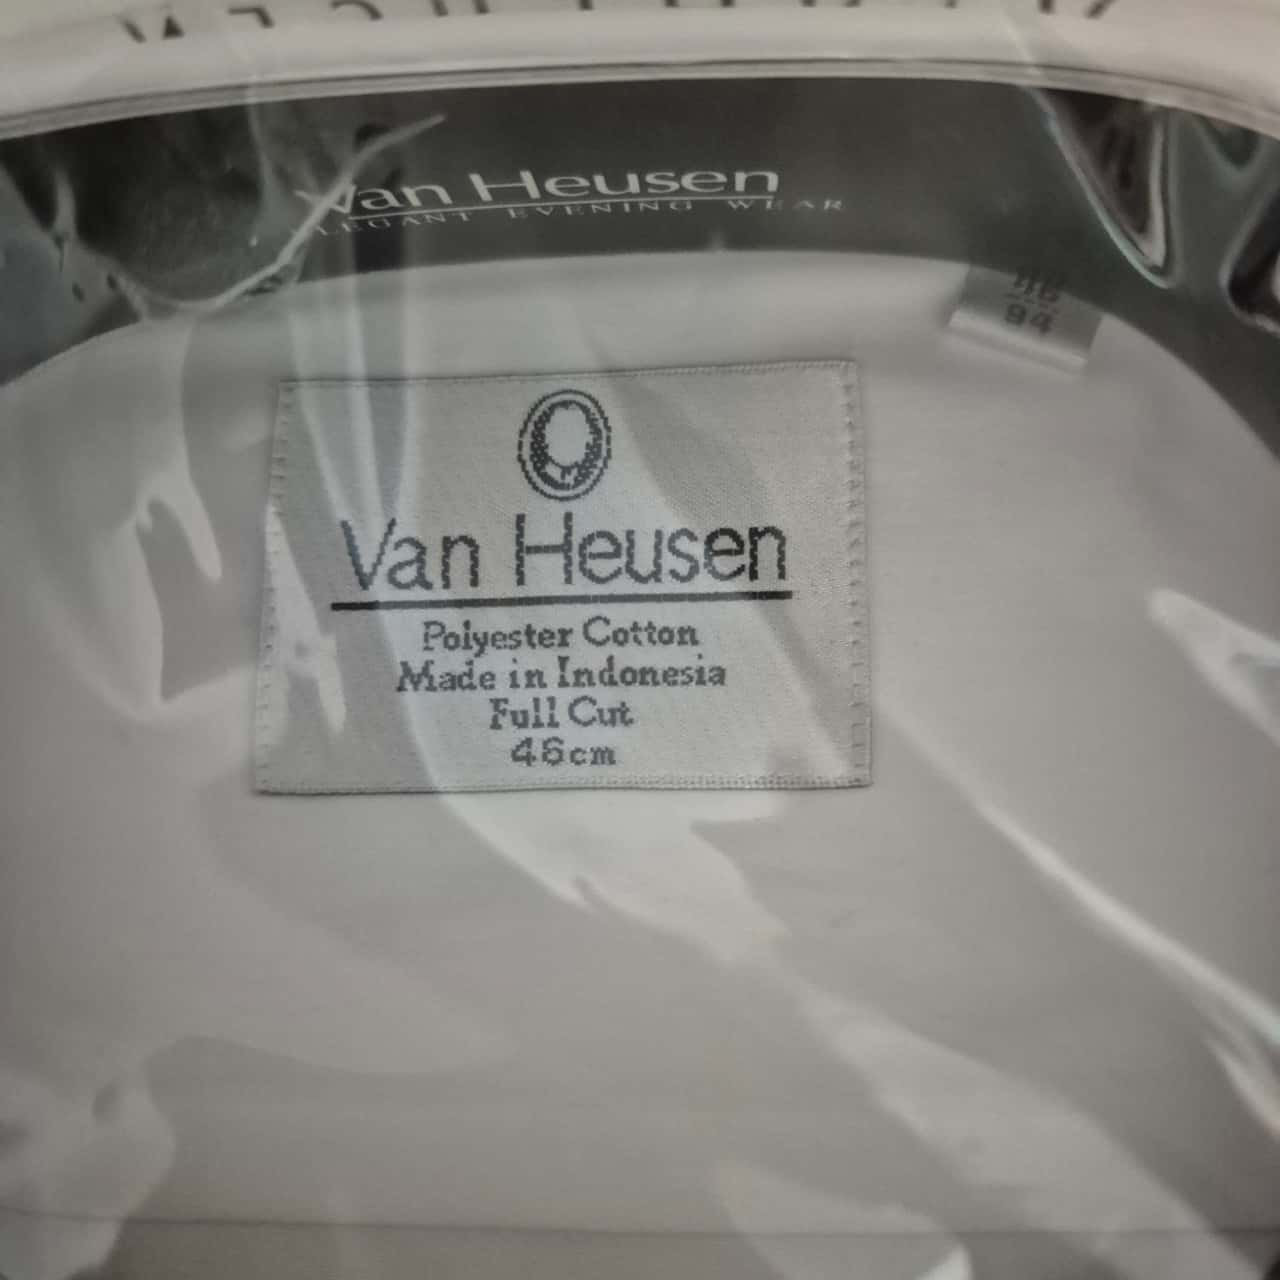 Van Heusen
ELEGANT EVENING WEAR
94
Van Heusen
Polyester Cotton
Made in Indonesia
Full Cut
46cm